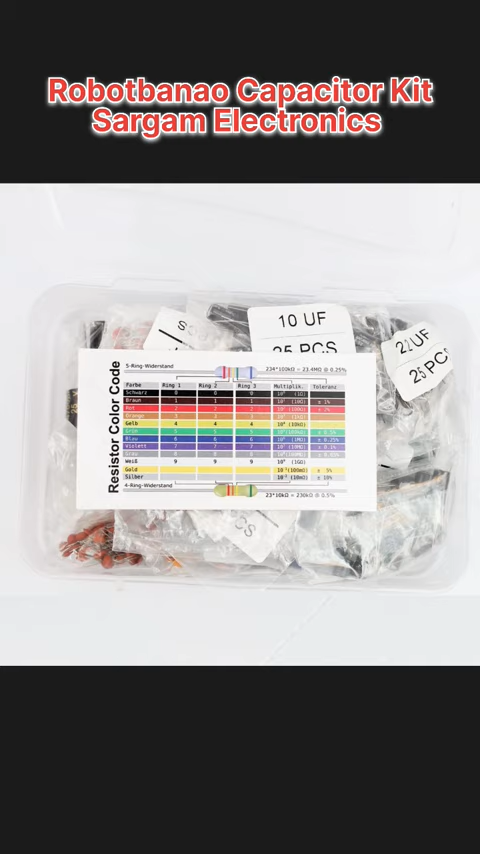 Robotbanao Capacitor Kit
Sargam Electronics
10 UF
25 PCS
22UF
25 PCS
Resistor Color Code
5-Ring-Widerstand
234*100kΩ = 23.4MΩ @ 0.25%
Farbe Ring 1 Ring 2 Ring 3 Multiplik. Toleranz
Schwarz 0 0 0 10⁰ (1Ω)
Braun 1 1 1 10¹ (10Ω) ± 1%
Rot 2 2 2 10² (100Ω) ± 2%
Orange 3 3 3 10³ (1kΩ)
Gelb 4 4 4 10⁴ (10kΩ)
Grün 5 5 5 10⁵ (100kΩ) ± 0.5%
Blau 6 6 6 10⁶ (1MΩ) ± 0.25%
Violett 7 7 7 10⁷ (10MΩ) ± 0.1%
Grau 8 8 8 10⁸ (100MΩ) ± 0.05%
Weiß 9 9 9 10⁹ (1GΩ)
Gold 10⁻¹ (100mΩ) ± 5%
Silber 10⁻² (10mΩ) ± 10%
4-Ring-Widerstand
23*10kΩ = 230kΩ @ 0.5%
CS